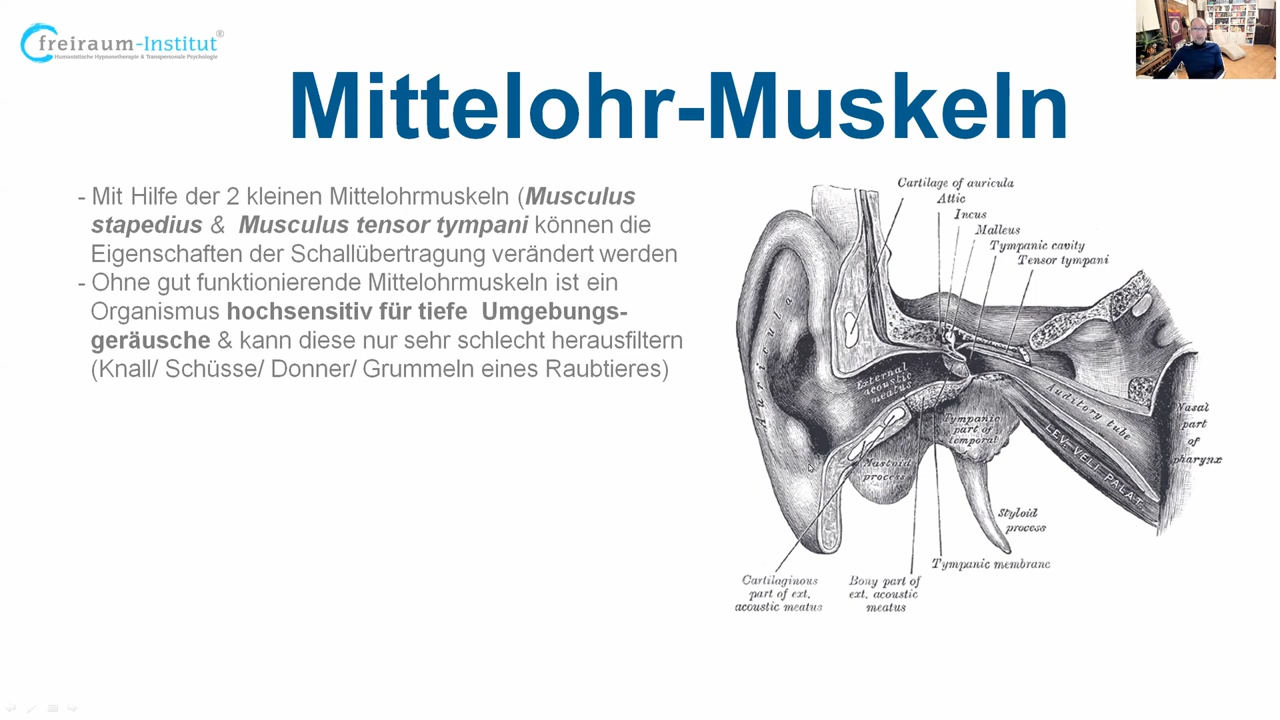 freiraum-Institut®
Humanistische Hypnosetherapie & Transpersonale Psychologie
Mittelohr-Muskeln
- Mit Hilfe der 2 kleinen Mittelohrmuskeln (Musculus
stapedius & Musculus tensor tympani können die
Eigenschaften der Schallübertragung verändert werden
- Ohne gut funktionierende Mittelohrmuskeln ist ein
Organismus hochsensitiv für tiefe Umgebungs-
geräusche & kann diese nur sehr schlecht herausfiltern
(Knall/ Schüsse/ Donner/ Grummeln eines Raubtieres)
Cartilage of auricula
Attic
Incus
Malleus
Tympanic cavity
Tensor tympani
Auricula
External
acoustic
meatus
Tympanic
part of
temporal
Auditory tube
LEV. VELI PALAT.
Nasal
part
of
pharynx
Mastoid
process
Styloid
process
Tympanic membrane
Cartilaginous
part of ext.
acoustic meatus
Bony part of
ext. acoustic
meatus